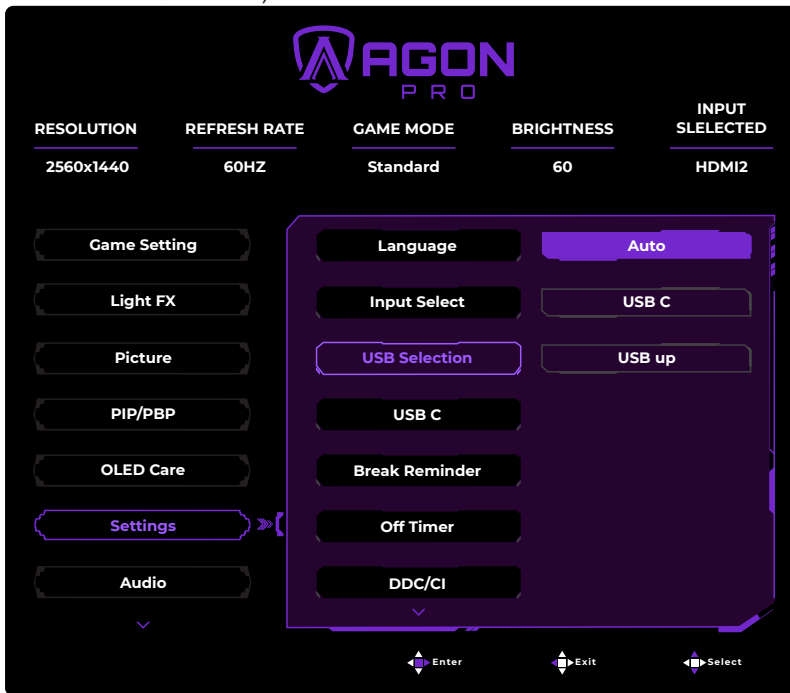 AGON
PRO
RESOLUTION REFRESH RATE GAME MODE BRIGHTNESS INPUT SLELECTED
2560x1440 60HZ Standard 60 HDMI2
Game Setting Language Auto
Light FX Input Select USB C
Picture USB Selection USB up
PIP/PBP USB C
OLED Care Break Reminder
Settings Off Timer
Audio DDC/CI
Enter Exit Select